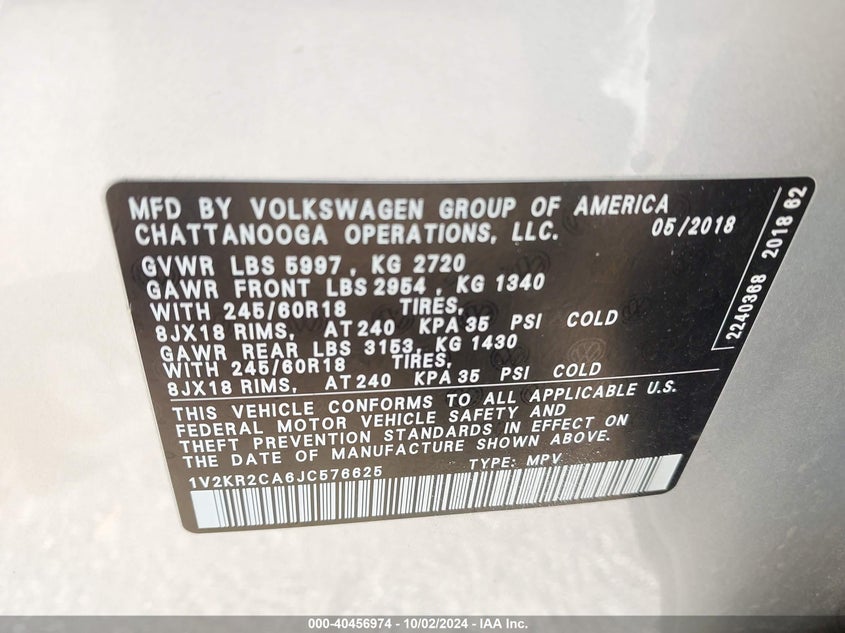 MFD BY VOLKSWAGEN GROUP OF AMERICA
CHATTANOOGA OPERATIONS, LLC. 05/2018
GVWR LBS 5997, KG 2720
GAWR FRONT LBS 2954, KG 1340
WITH 245/60R18 TIRES,
8JX18 RIMS, AT 240 KPA 35 PSI COLD
GAWR REAR LBS 3153, KG 1430
WITH 245/60R18 TIRES,
8JX18 RIMS, AT 240 KPA 35 PSI COLD
THIS VEHICLE CONFORMS TO ALL APPLICABLE U.S.
FEDERAL MOTOR VEHICLE SAFETY AND
THEFT PREVENTION STANDARDS IN EFFECT ON
THE DATE OF MANUFACTURE SHOWN ABOVE.
1V2KR2CA6JC576625 TYPE: MPV
2240368 2018 62
000-40456974 - 10/02/2024 - IAA Inc.